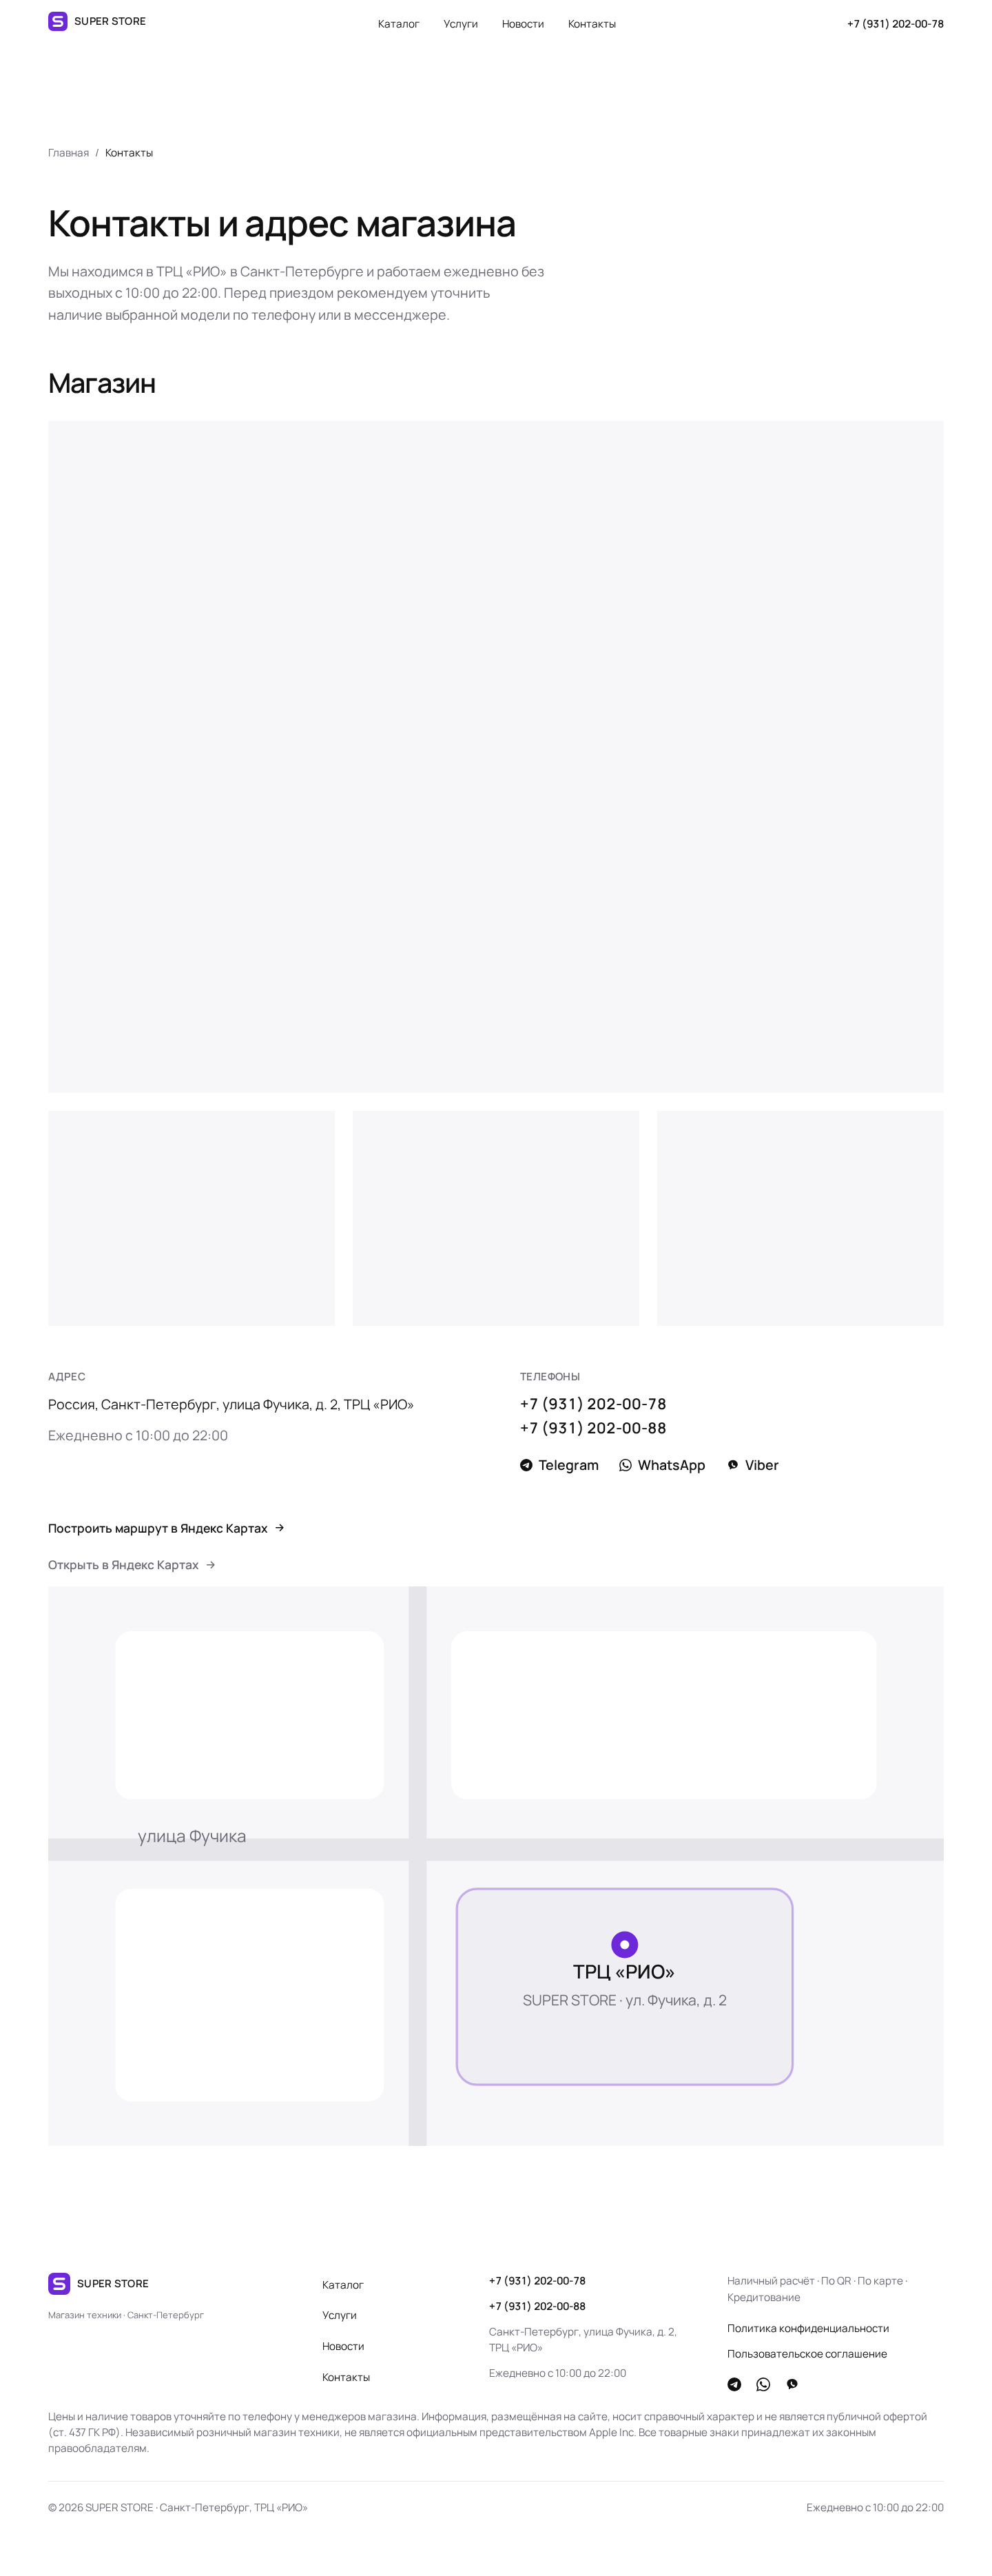 SUPER STORE
Каталог
Услуги
Новости
Контакты
+7 (931) 202-00-78
Главная / Контакты
Контакты и адрес магазина
Мы находимся в ТРЦ «РИО» в Санкт-Петербурге и работаем ежедневно без
выходных с 10:00 до 22:00. Перед приездом рекомендуем уточнить
наличие выбранной модели по телефону или в мессенджере.
Магазин
АДРЕС
Россия, Санкт-Петербург, улица Фучика, д. 2, ТРЦ «РИО»
Ежедневно с 10:00 до 22:00
ТЕЛЕФОНЫ
+7 (931) 202-00-78
+7 (931) 202-00-88
Telegram
WhatsApp
Viber
Построить маршрут в Яндекс Картах →
Открыть в Яндекс Картах →
улица Фучика
ТРЦ «РИО»
SUPER STORE · ул. Фучика, д. 2
SUPER STORE
Магазин техники · Санкт-Петербург
Каталог
Услуги
Новости
Контакты
+7 (931) 202-00-78
+7 (931) 202-00-88
Санкт-Петербург, улица Фучика, д. 2,
ТРЦ «РИО»
Ежедневно с 10:00 до 22:00
Наличный расчёт · По QR · По карте ·
Кредитование
Политика конфиденциальности
Пользовательское соглашение
Цены и наличие товаров уточняйте по телефону у менеджеров магазина. Информация, размещённая на сайте, носит справочный характер и не является публичной офертой
(ст. 437 ГК РФ). Независимый розничный магазин техники, не является официальным представительством Apple Inc. Все товарные знаки принадлежат их законным
правообладателям.
© 2026 SUPER STORE · Санкт-Петербург, ТРЦ «РИО»
Ежедневно с 10:00 до 22:00